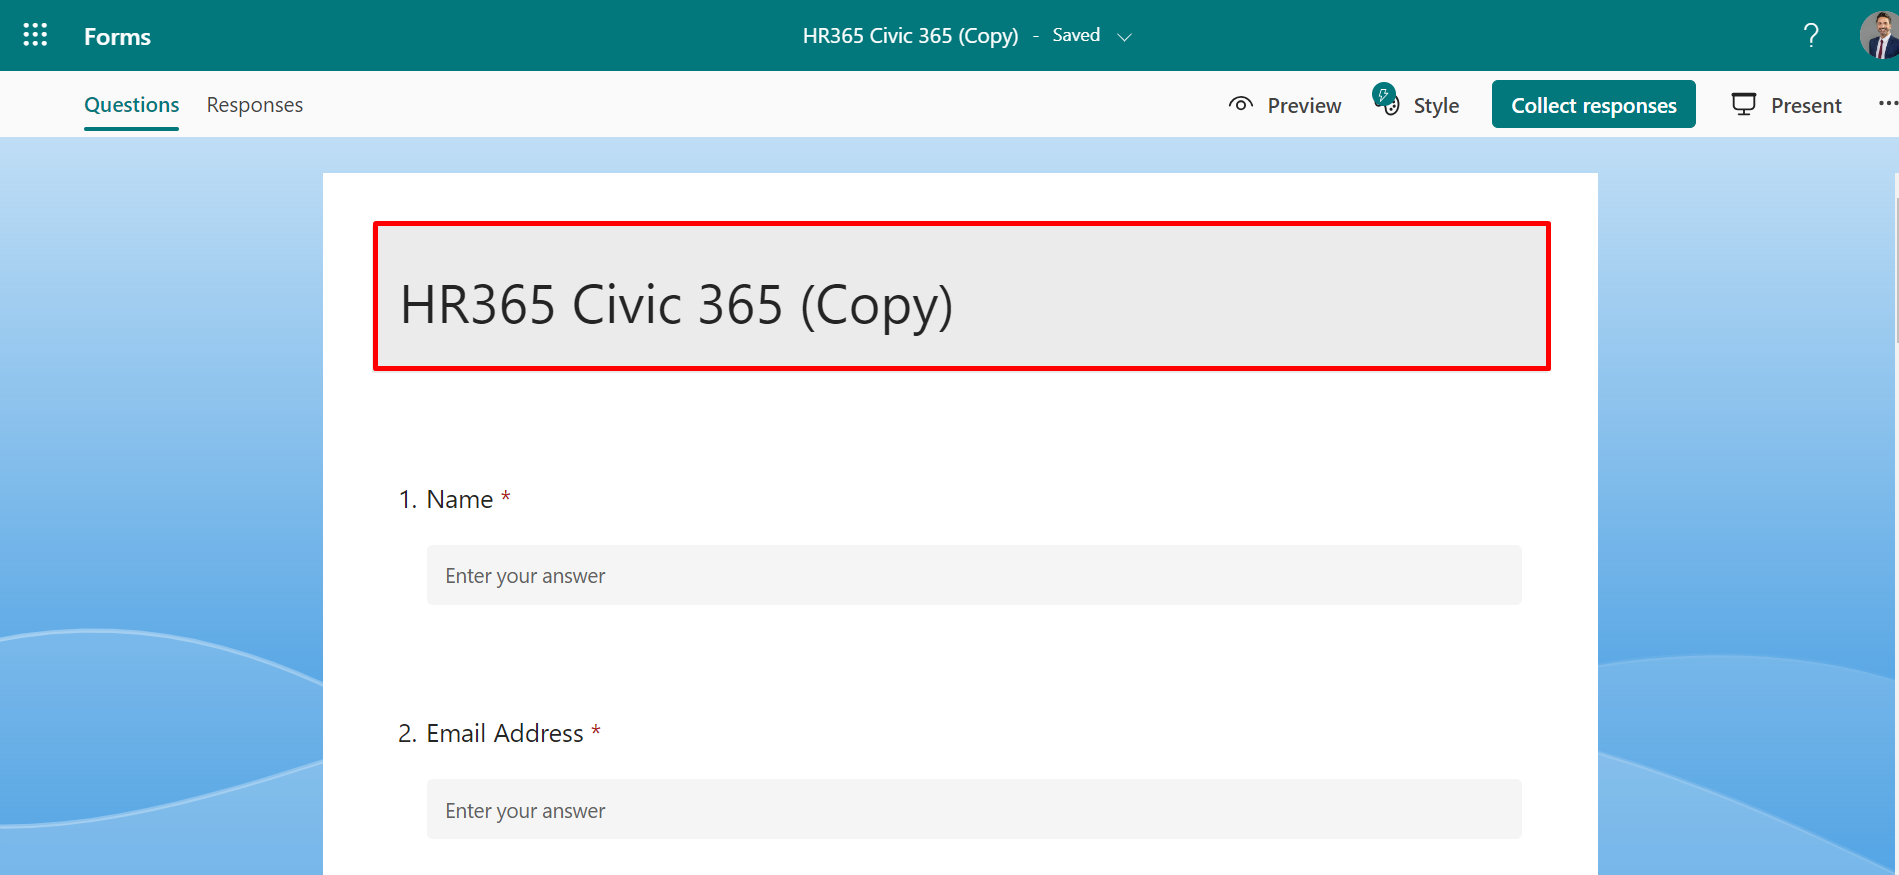 Forms
HR365 Civic 365 (Copy) - Saved
?
Questions Responses
Preview Style Collect responses Present
HR365 Civic 365 (Copy)
1. Name *
Enter your answer
2. Email Address *
Enter your answer